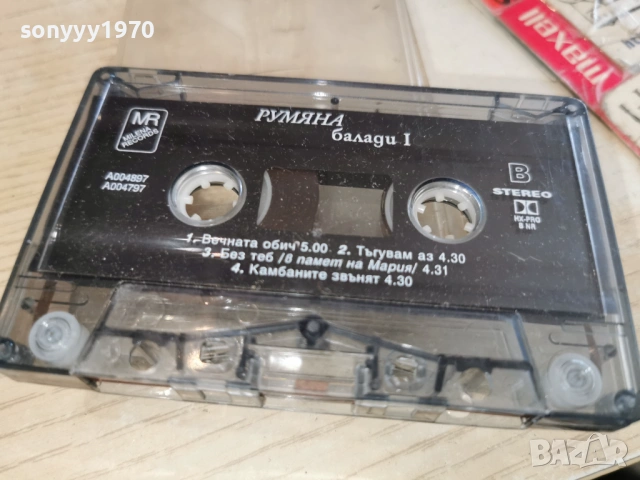 sonyyy1970
maxell
MR
MILENA
RECORDS
РУМЯНА
балади I
A004897
A004797
B
STEREO
HX-PRO
B NR
1. Вечната обич 5.00 2. Тъгувам аз 4.30
3. Без теб /в памет на Мария/ 4.31
4. Камбаните звънят 4.30
BAZAR